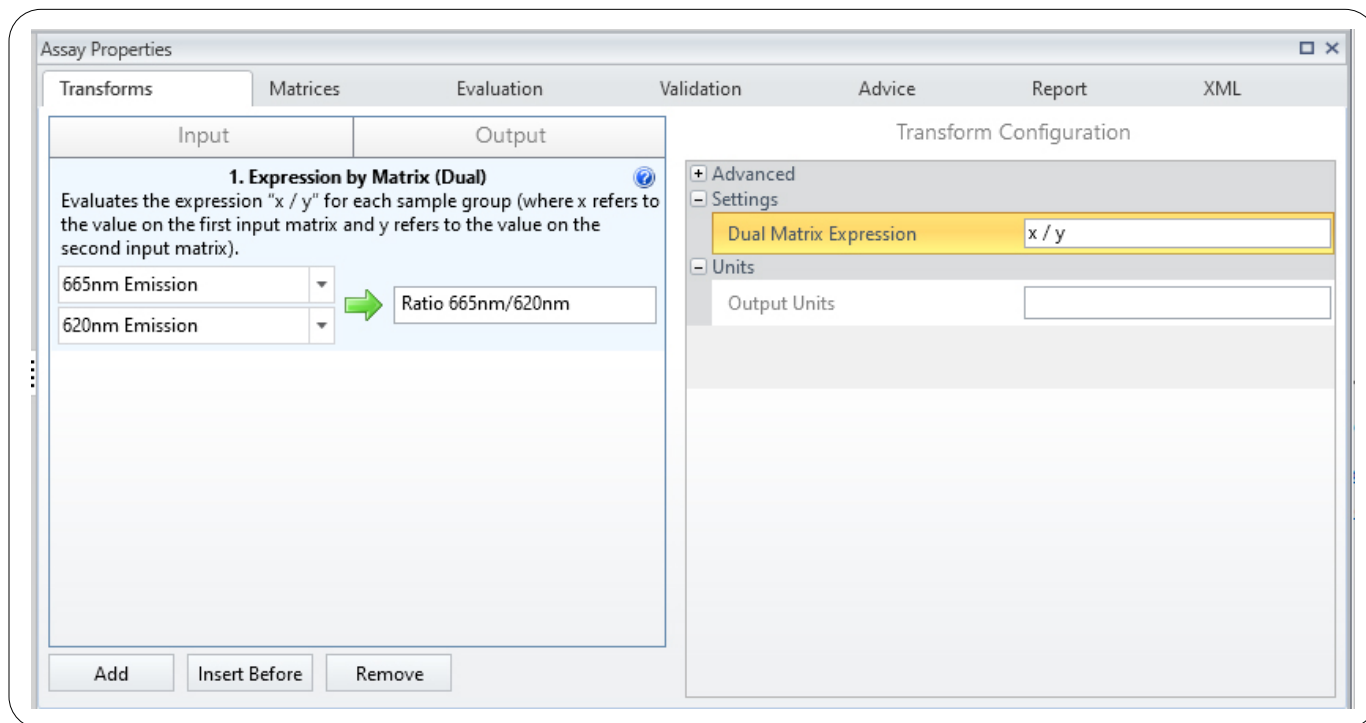 Assay Properties
Transforms Matrices Evaluation Validation Advice Report XML
Input Output
1. Expression by Matrix (Dual)
Evaluates the expression "x / y" for each sample group (where x refers to
the value on the first input matrix and y refers to the value on the
second input matrix).
665nm Emission
620nm Emission
Ratio 665nm/620nm
Add Insert Before Remove
Transform Configuration
Advanced
Settings
Dual Matrix Expression x / y
Units
Output Units